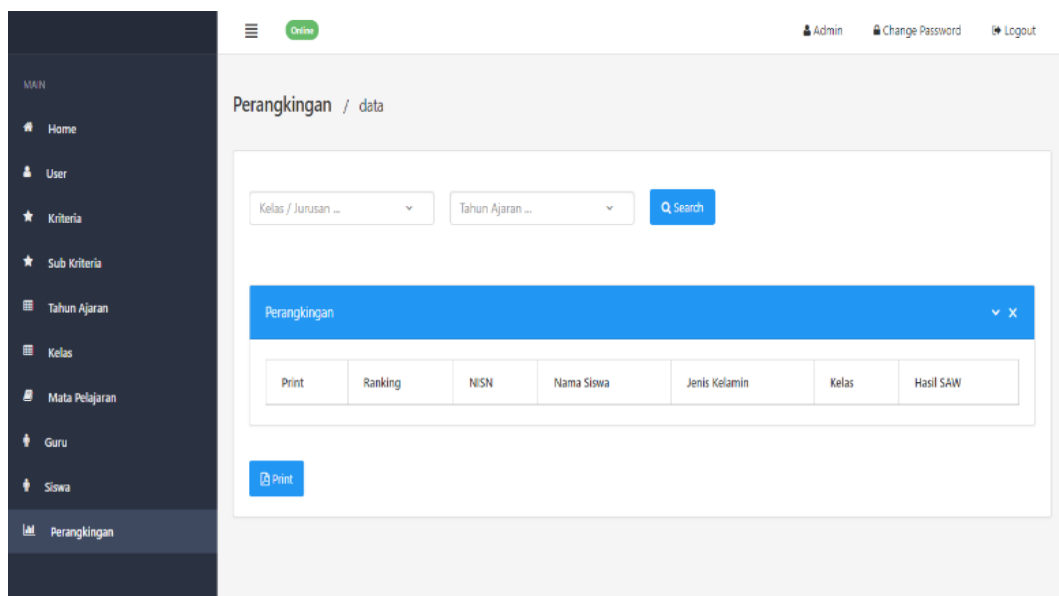 Online
Admin Change Password Logout
MAIN
Home
User
Kriteria
Sub Kriteria
Tahun Ajaran
Kelas
Mata Pelajaran
Guru
Siswa
Perangkingan
Perangkingan / data
Kelas / Jurusan ... Tahun Ajaran ... Search
Perangkingan
Print Ranking NISN Nama Siswa Jenis Kelamin Kelas Hasil SAW
Print